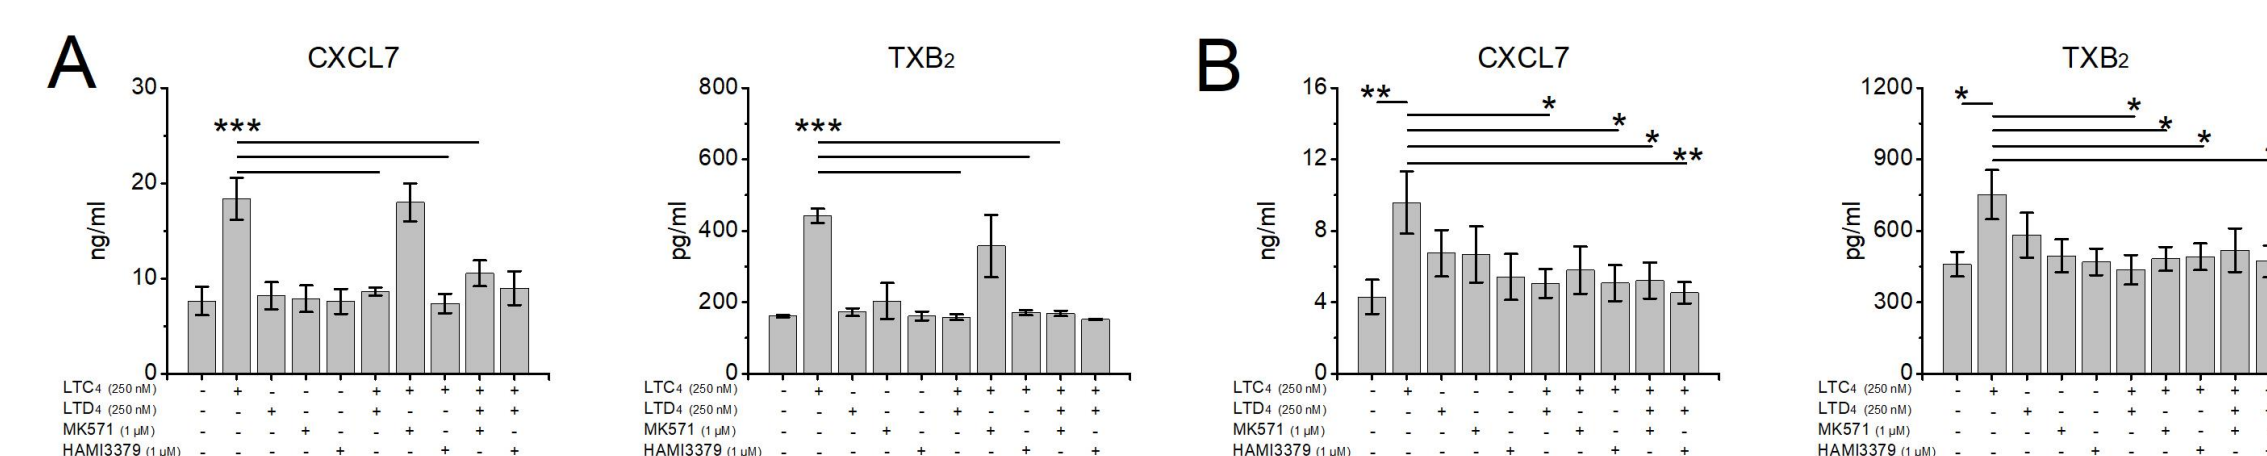 A
CXCL7
30
20
10
0
ng/ml
***
LTC4 (250 nM) - + - - - + + + + +
LTD4 (250 nM) - - + - - + - - + +
MK571 (1 µM) - - - + - - + - + -
HAMI3379 (1 µM) - - - - + - - + - +
TXB2
800
600
400
200
0
pg/ml
***
LTC4 (250 nM) - + - - - + + + + +
LTD4 (250 nM) - - + - - + - - + +
MK571 (1 µM) - - - + - - + - + -
HAMI3379 (1 µM) - - - - + - - + - +
B
CXCL7
16
12
8
4
0
ng/ml
**
*
*
*
**
LTC4 (250 nM) - + - - - + + + + +
LTD4 (250 nM) - - + - - + - - + +
MK571 (1 µM) - - - + - - + - + -
HAMI3379 (1 µM) - - - - + - - + - +
TXB2
1200
900
600
300
0
pg/ml
*
*
*
*
LTC4 (250 nM) - + - - - + + + +
LTD4 (250 nM) - - + - - + - - +
MK571 (1 µM) - - - + - - + - +
HAMI3379 (1 µM) - - - - + - - + -